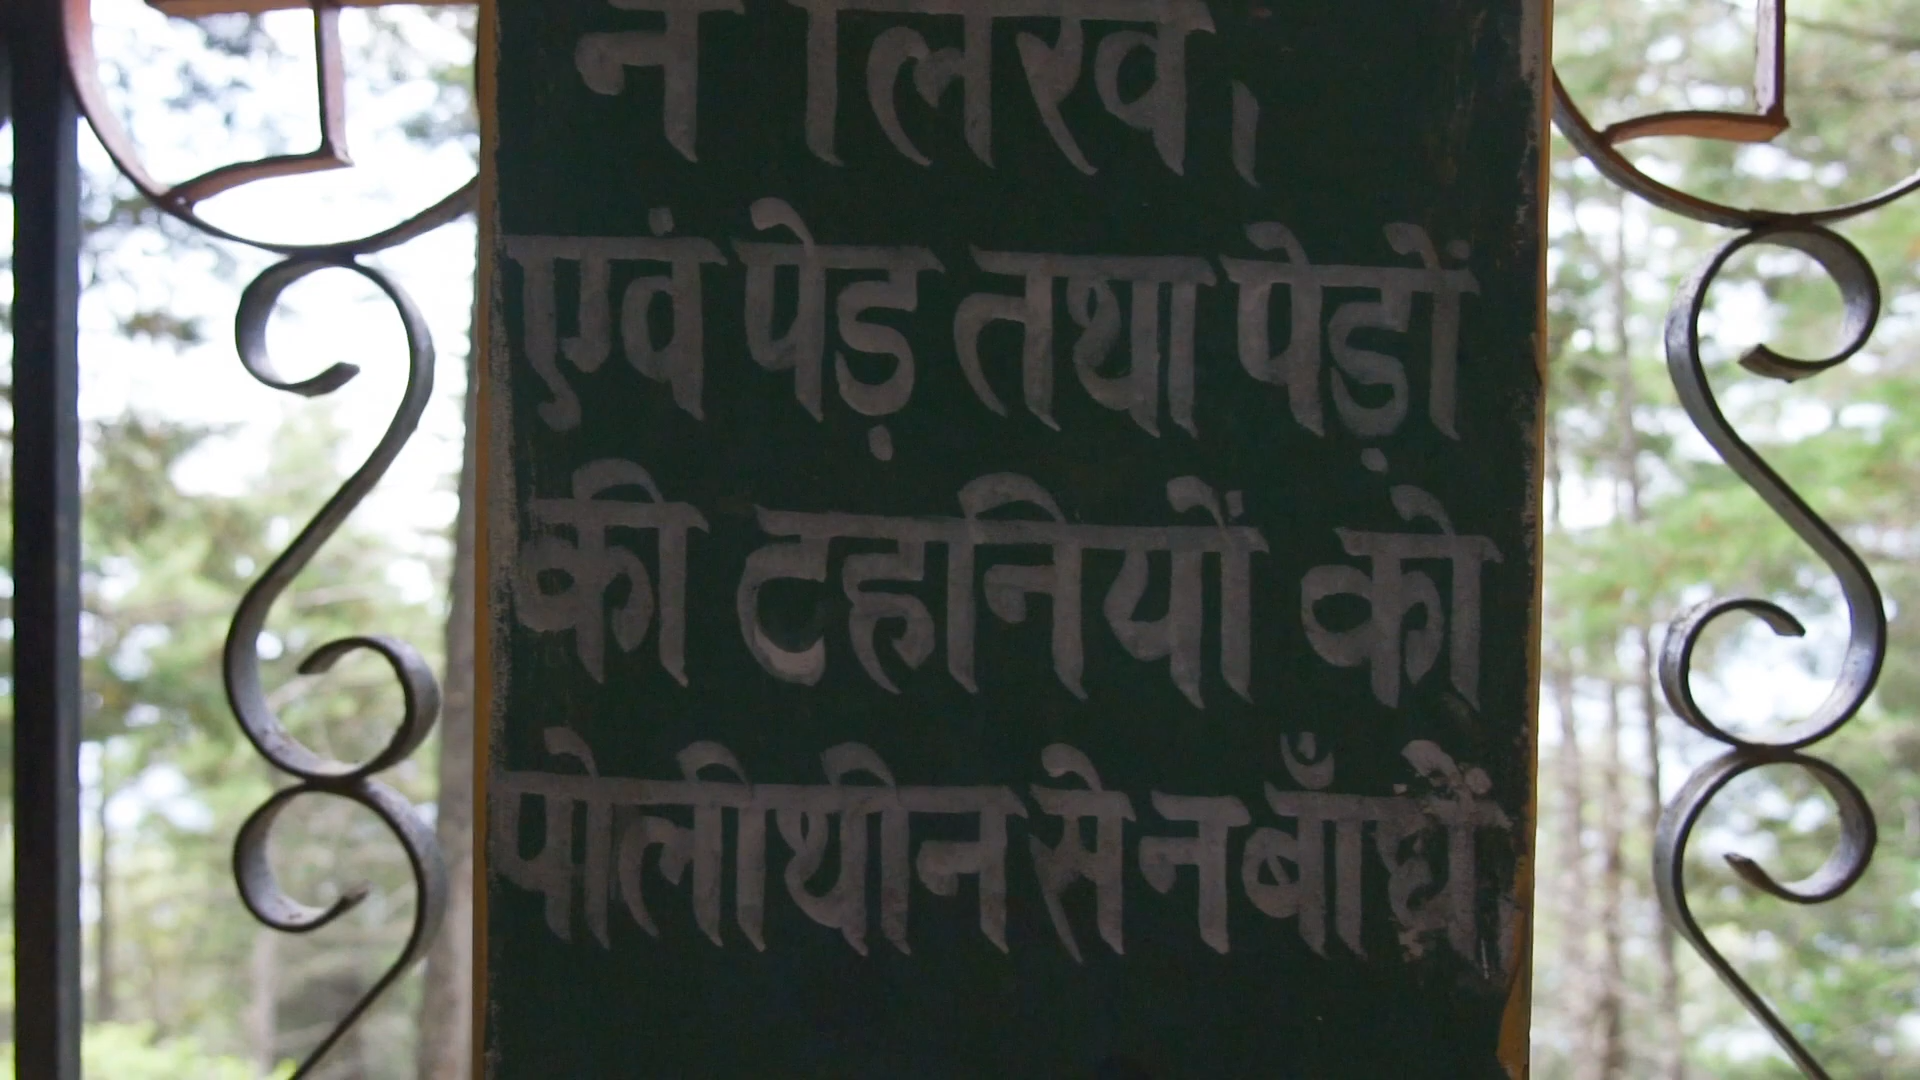 न लिखें,
एवं पेड़ तथा पेड़ों
की टहनियों को
पोलीथीन से न बाँधें